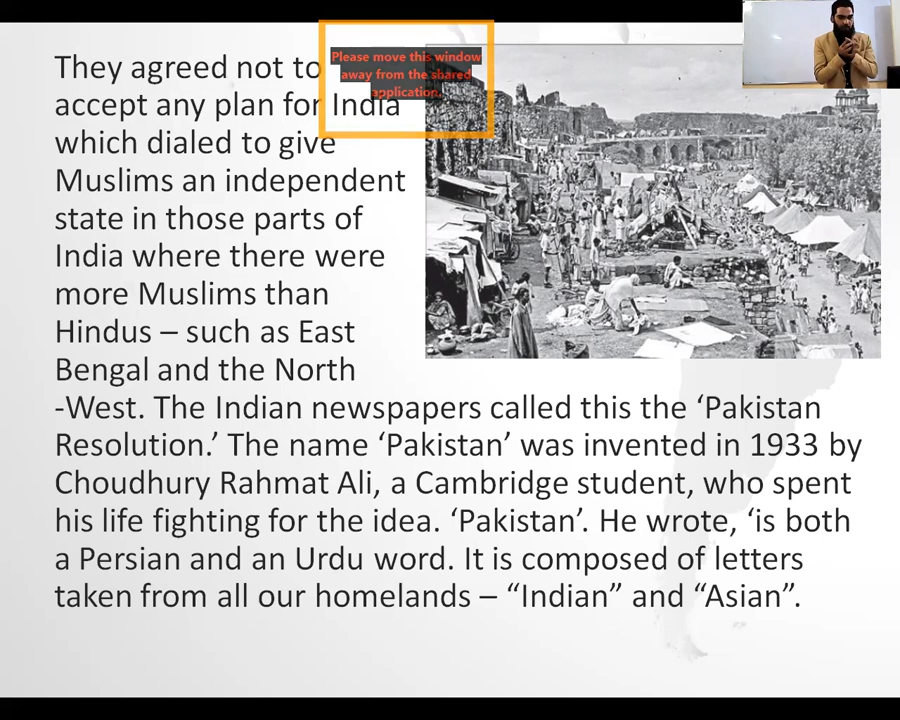 They agreed not to
accept any plan for India
which dialed to give
Muslims an independent
state in those parts of
India where there were
more Muslims than
Hindus – such as East
Bengal and the North
-West. The Indian newspapers called this the ‘Pakistan
Resolution.’ The name ‘Pakistan’ was invented in 1933 by
Choudhury Rahmat Ali, a Cambridge student, who spent
his life fighting for the idea. ‘Pakistan’. He wrote, ‘is both
a Persian and an Urdu word. It is composed of letters
taken from all our homelands – “Indian” and “Asian”.
Please move this window
away from the shared
application.